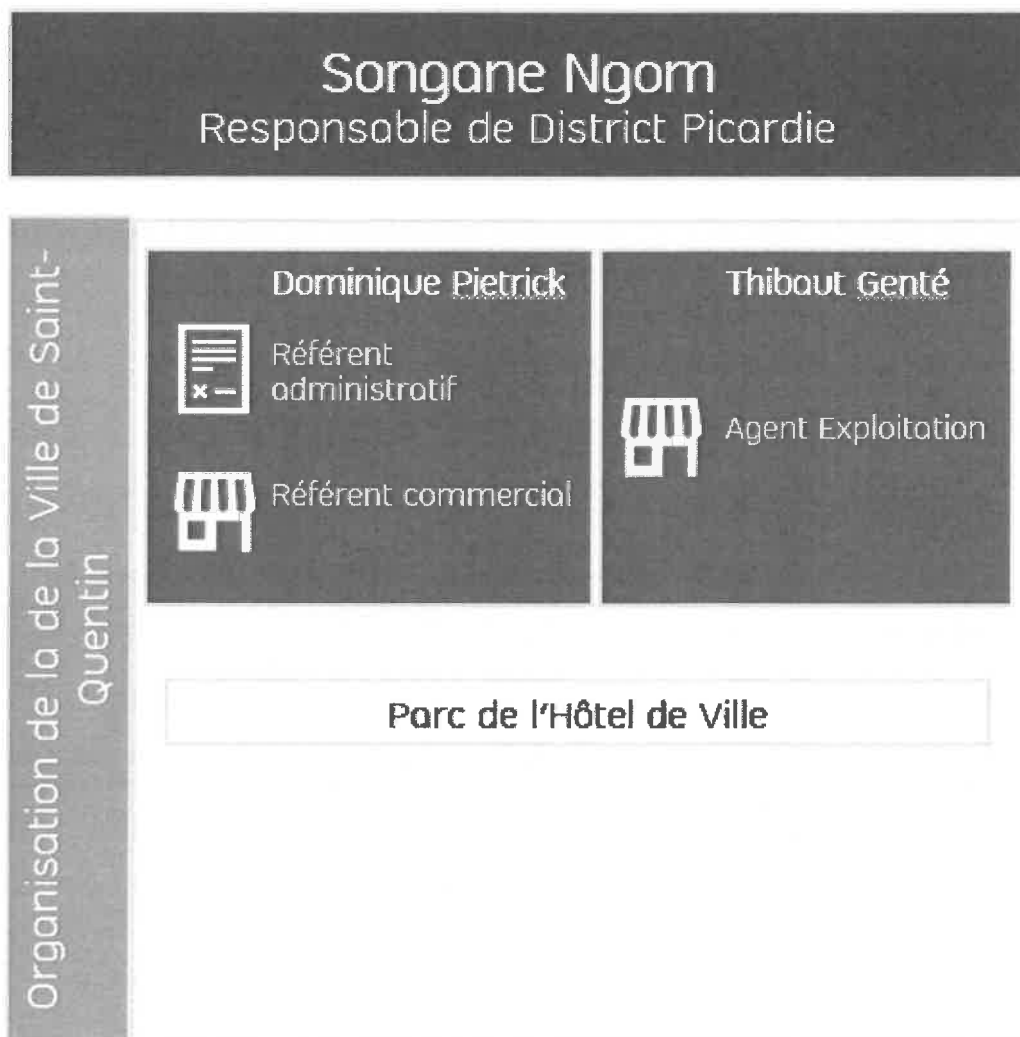 Songane Ngom
Responsable de District Picardie
Organisation de la de la Ville de Saint-
Quentin
Dominique Pietrick
Référent
administratif
Référent commercial
Thibaut Genté
Agent Exploitation
Parc de l'Hôtel de Ville